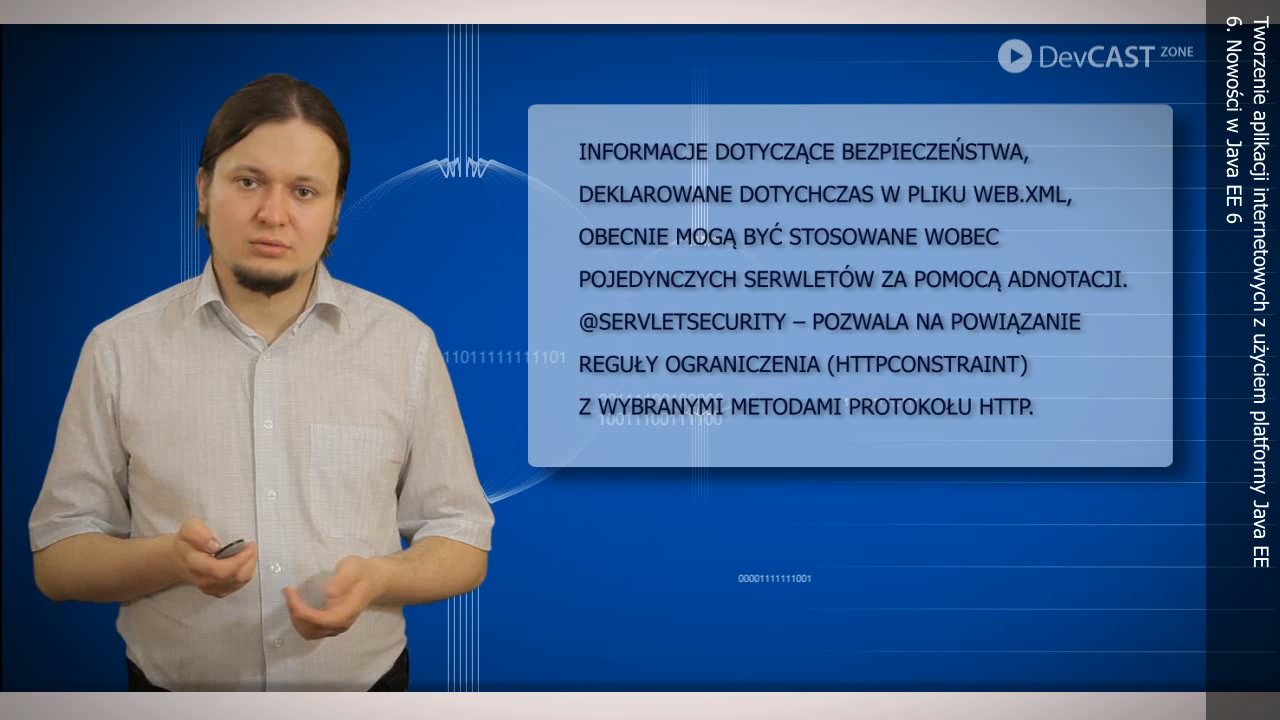 DevCAST ZONE
INFORMACJE DOTYCZĄCE BEZPIECZEŃSTWA,
DEKLAROWANE DOTYCHCZAS W PLIKU WEB.XML,
OBECNIE MOGĄ BYĆ STOSOWANE WOBEC
POJEDYNCZYCH SERWLETÓW ZA POMOCĄ ADNOTACJI.
@SERVLETSECURITY – POZWALA NA POWIĄZANIE
REGUŁY OGRANICZENIA (HTTPCONSTRAINT)
Z WYBRANYMI METODAMI PROTOKOŁU HTTP.
00001111111001
Tworzenie aplikacji internetowych z użyciem platformy Java EE
6. Nowości w Java EE 6